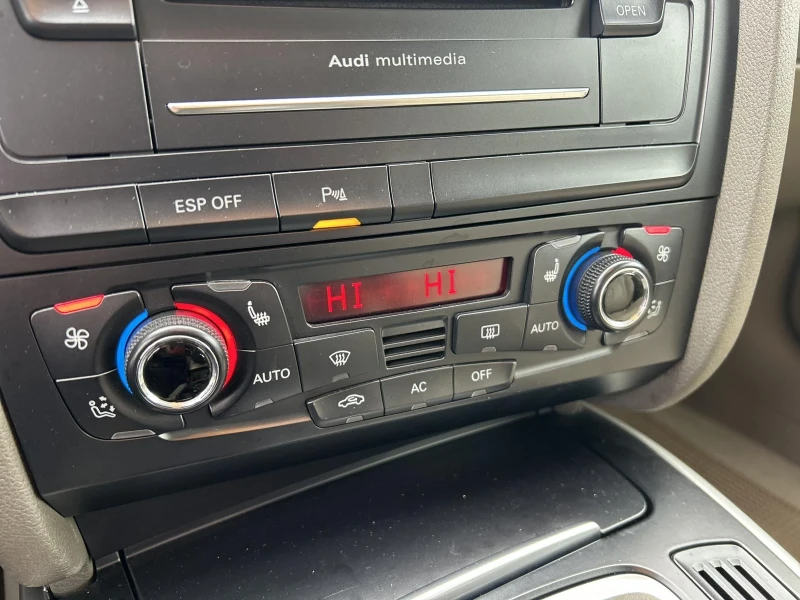 OPEN
Audi multimedia
ESP OFF
P
HI HI
AUTO
AUTO
AC
OFF